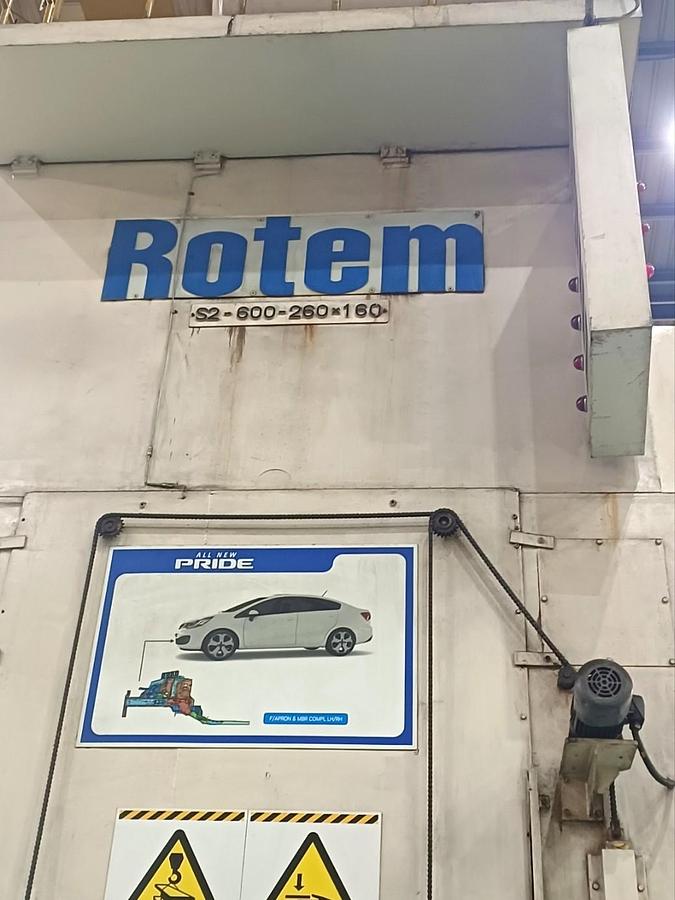 Rotem
S2-600-260×160
ALL NEW
PRIDE
F/APRON & MBR COMPL LH/RH